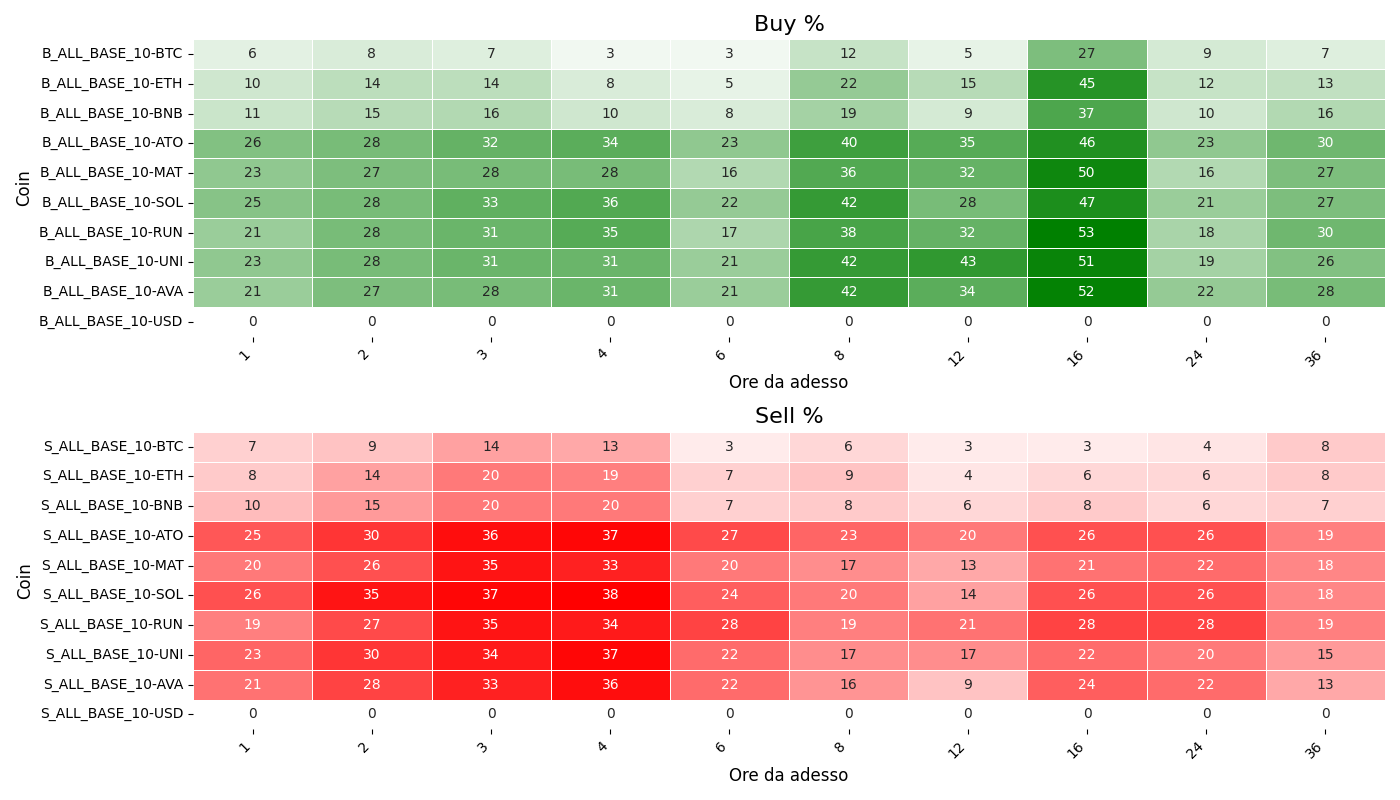 Buy %
B_ALL_BASE_10-BTC 6 8 7 3 3 12 5 27 9 7
B_ALL_BASE_10-ETH 10 14 14 8 5 22 15 45 12 13
B_ALL_BASE_10-BNB 11 15 16 10 8 19 9 37 10 16
B_ALL_BASE_10-ATO 26 28 32 34 23 40 35 46 23 30
B_ALL_BASE_10-MAT 23 27 28 28 16 36 32 50 16 27
B_ALL_BASE_10-SOL 25 28 33 36 22 42 28 47 21 27
B_ALL_BASE_10-RUN 21 28 31 35 17 38 32 53 18 30
B_ALL_BASE_10-UNI 23 28 31 31 21 42 43 51 19 26
B_ALL_BASE_10-AVA 21 27 28 31 21 42 34 52 22 28
B_ALL_BASE_10-USD 0 0 0 0 0 0 0 0 0 0
Coin
1 2 3 4 6 8 12 16 24 36
Ore da adesso
Sell %
S_ALL_BASE_10-BTC 7 9 14 13 3 6 3 3 4 8
S_ALL_BASE_10-ETH 8 14 20 19 7 9 4 6 6 8
S_ALL_BASE_10-BNB 10 15 20 20 7 8 6 8 6 7
S_ALL_BASE_10-ATO 25 30 36 37 27 23 20 26 26 19
S_ALL_BASE_10-MAT 20 26 35 33 20 17 13 21 22 18
S_ALL_BASE_10-SOL 26 35 37 38 24 20 14 26 26 18
S_ALL_BASE_10-RUN 19 27 35 34 28 19 21 28 28 19
S_ALL_BASE_10-UNI 23 30 34 37 22 17 17 22 20 15
S_ALL_BASE_10-AVA 21 28 33 36 22 16 9 24 22 13
S_ALL_BASE_10-USD 0 0 0 0 0 0 0 0 0 0
Coin
1 2 3 4 6 8 12 16 24 36
Ore da adesso